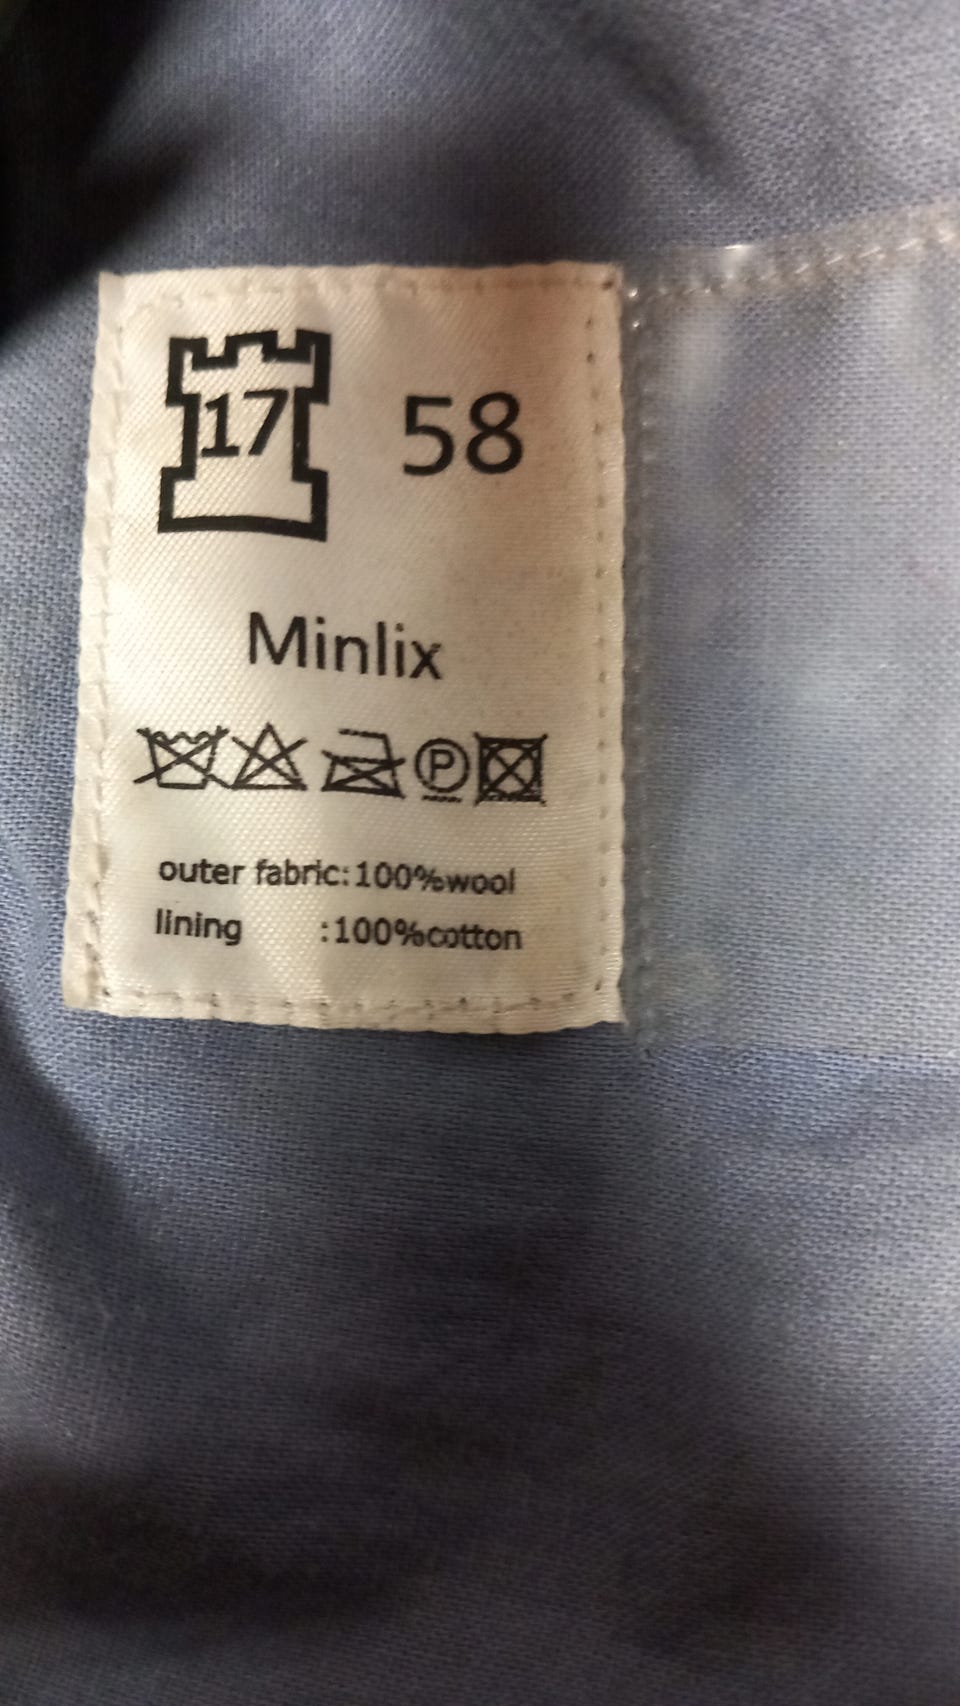 17 58
Minlix
P
outer fabric:100%wool
lining :100%cotton